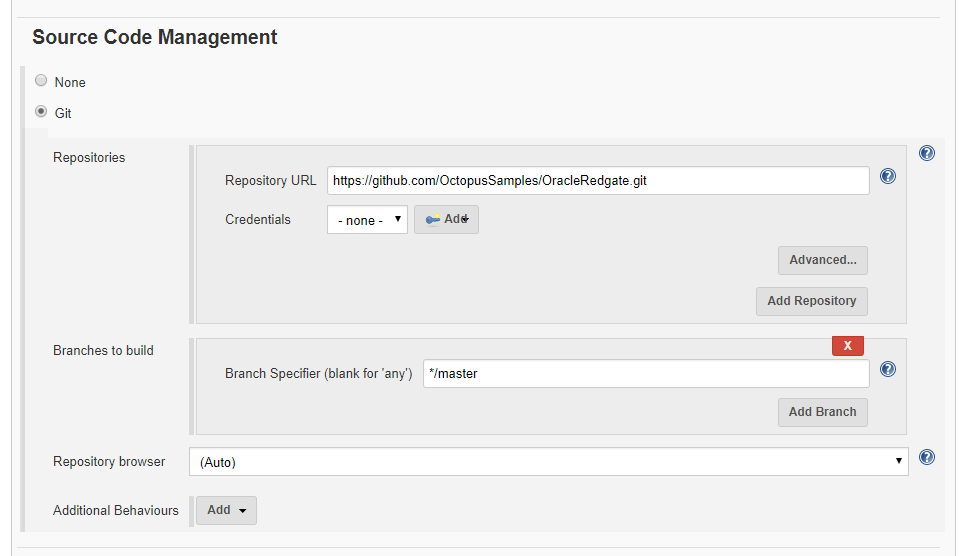 Source Code Management
None
Git
Repositories
Repository URL https://github.com/OctopusSamples/OracleRedgate.git
Credentials - none - Add
Advanced...
Add Repository
Branches to build
X
Branch Specifier (blank for 'any') */master
Add Branch
Repository browser (Auto)
Additional Behaviours Add